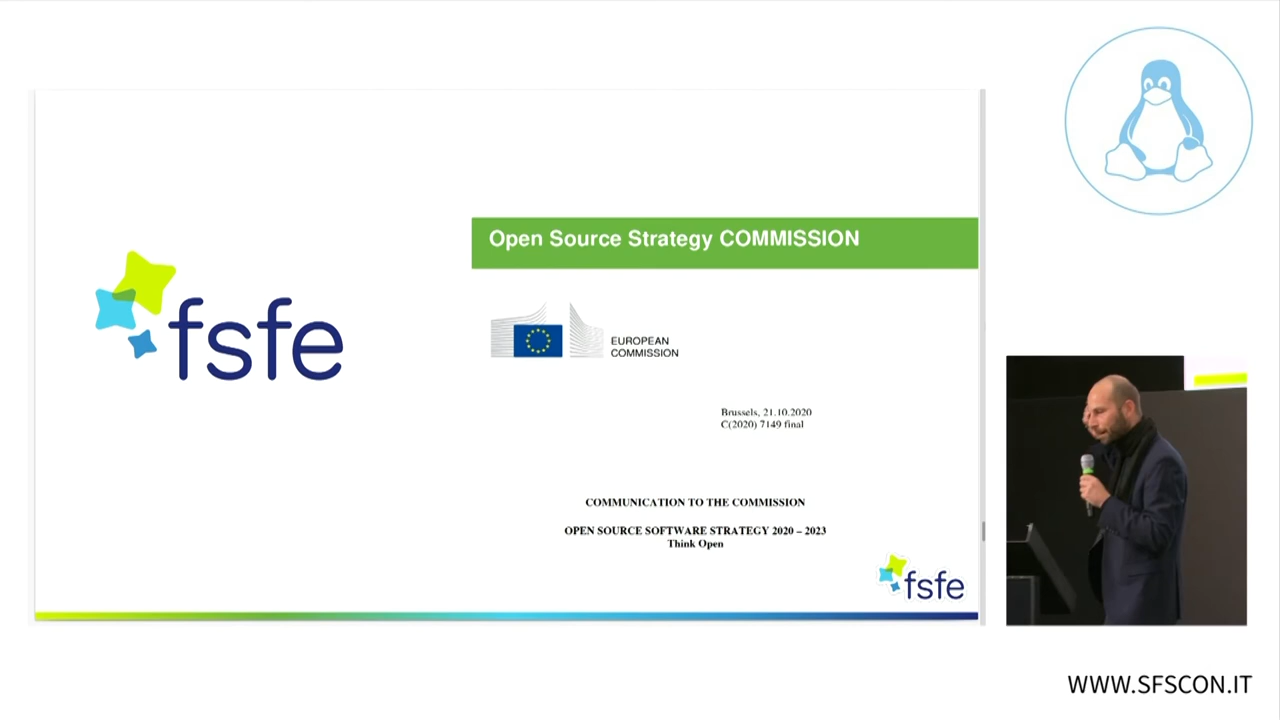 Open Source Strategy COMMISSION
fsfe
EUROPEAN
COMMISSION
Brussels, 21.10.2020
C(2020) 7149 final
COMMUNICATION TO THE COMMISSION
OPEN SOURCE SOFTWARE STRATEGY 2020 – 2023
Think Open
fsfe
WWW.SFSCON.IT